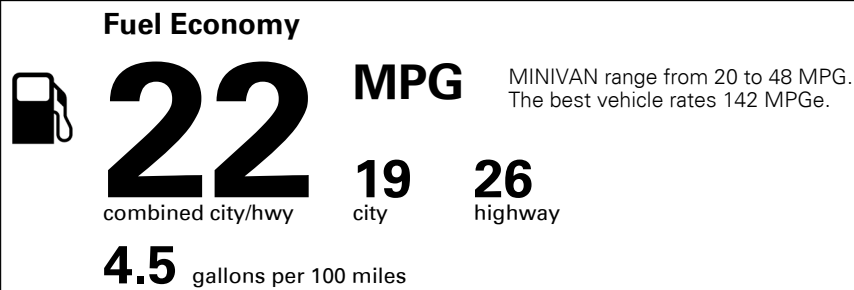 Fuel Economy
22 MPG
MINIVAN range from 20 to 48 MPG.
The best vehicle rates 142 MPGe.
combined city/hwy
19
city
26
highway
4.5 gallons per 100 miles